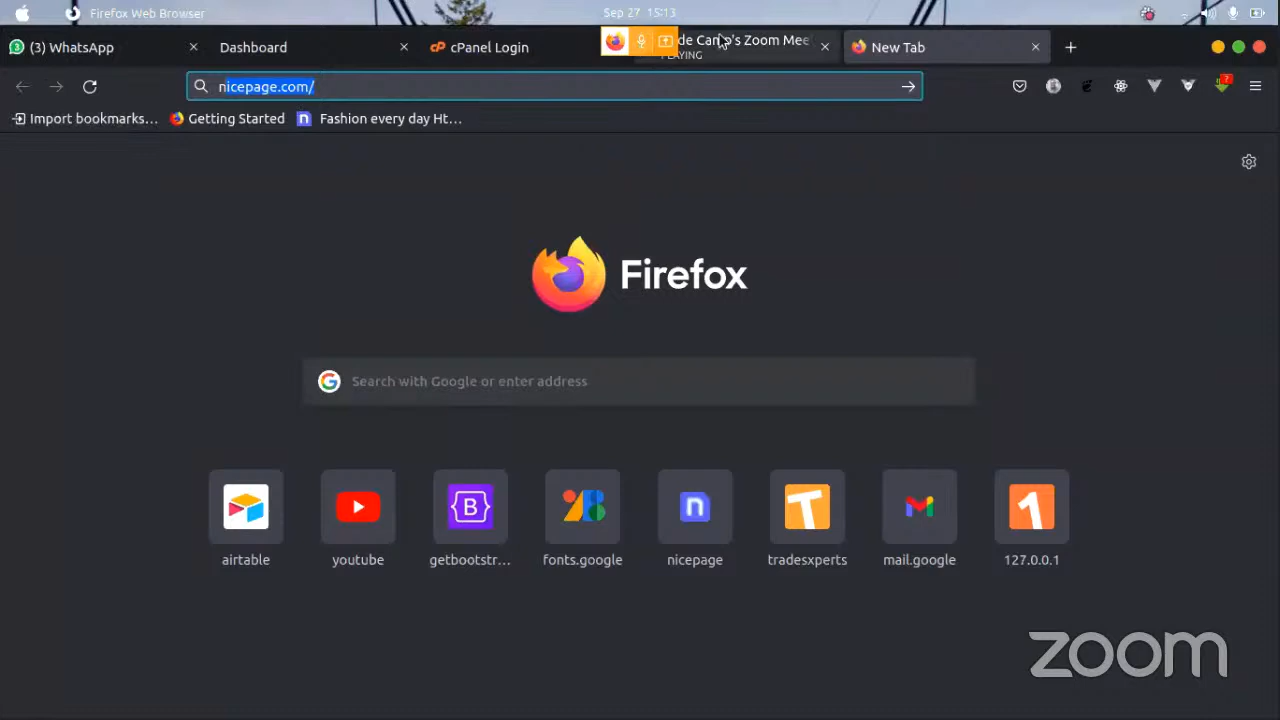 Firefox Web Browser
Sep 27 15:13
(3) WhatsApp
Dashboard
cPanel Login
de Camp's Zoom Mee
PLAYING
New Tab
nicepage.com/
Import bookmarks...
Getting Started
Fashion every day Ht...
Firefox
Search with Google or enter address
airtable
youtube
getbootstr...
fonts.google
nicepage
tradesxperts
mail.google
127.0.0.1
zoom